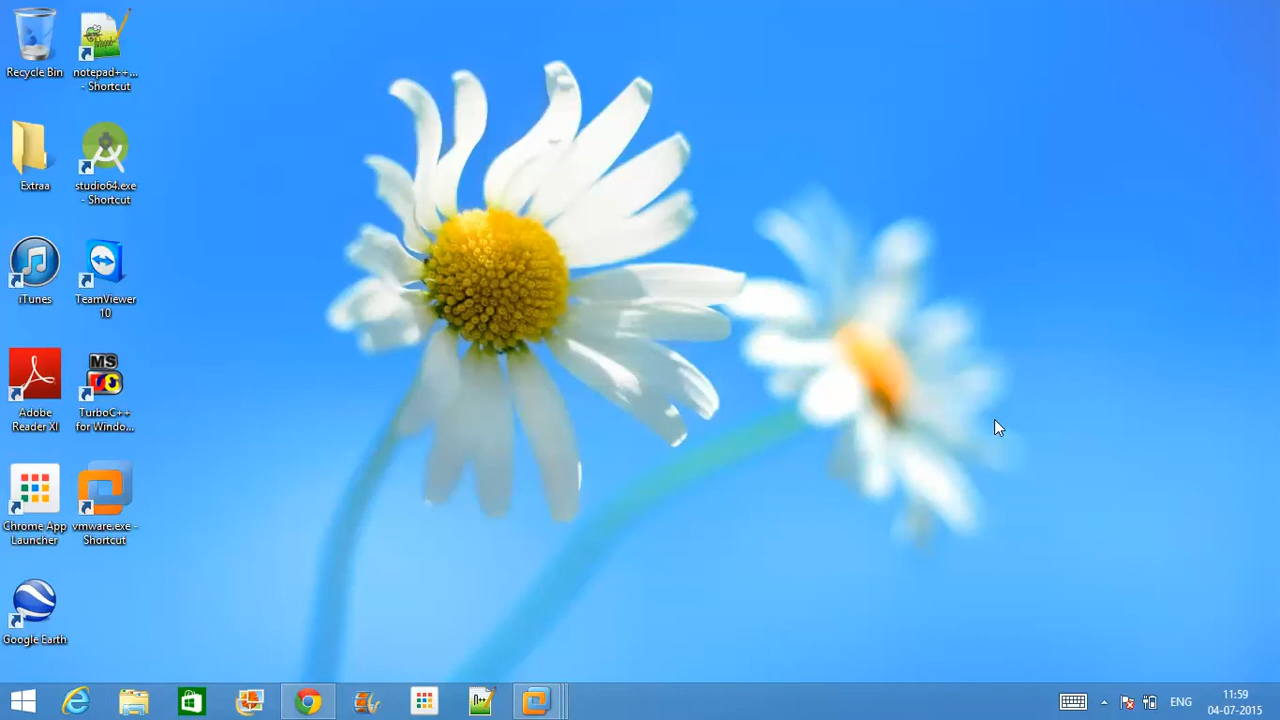 Recycle Bin
notepad++...
- Shortcut
Extraa
studio64.exe
- Shortcut
iTunes
TeamViewer
10
Adobe
Reader XI
MS
TurboC++
for Windo...
Chrome App
Launcher
vmware.exe -
Shortcut
Google Earth
n++
ENG
11:59
04-07-2015